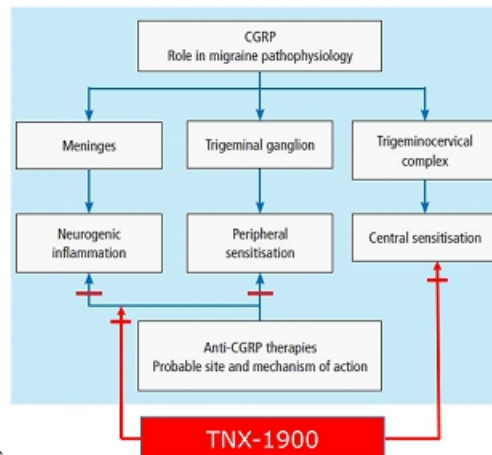 CGRP
Role in migraine pathophysiology
Meninges
Trigeminal ganglion
Trigeminocervical
complex
Neurogenic
inflammation
Peripheral
sensitisation
Central sensitisation
Anti-CGRP therapies
Probable site and mechanism of action
TNX-1900